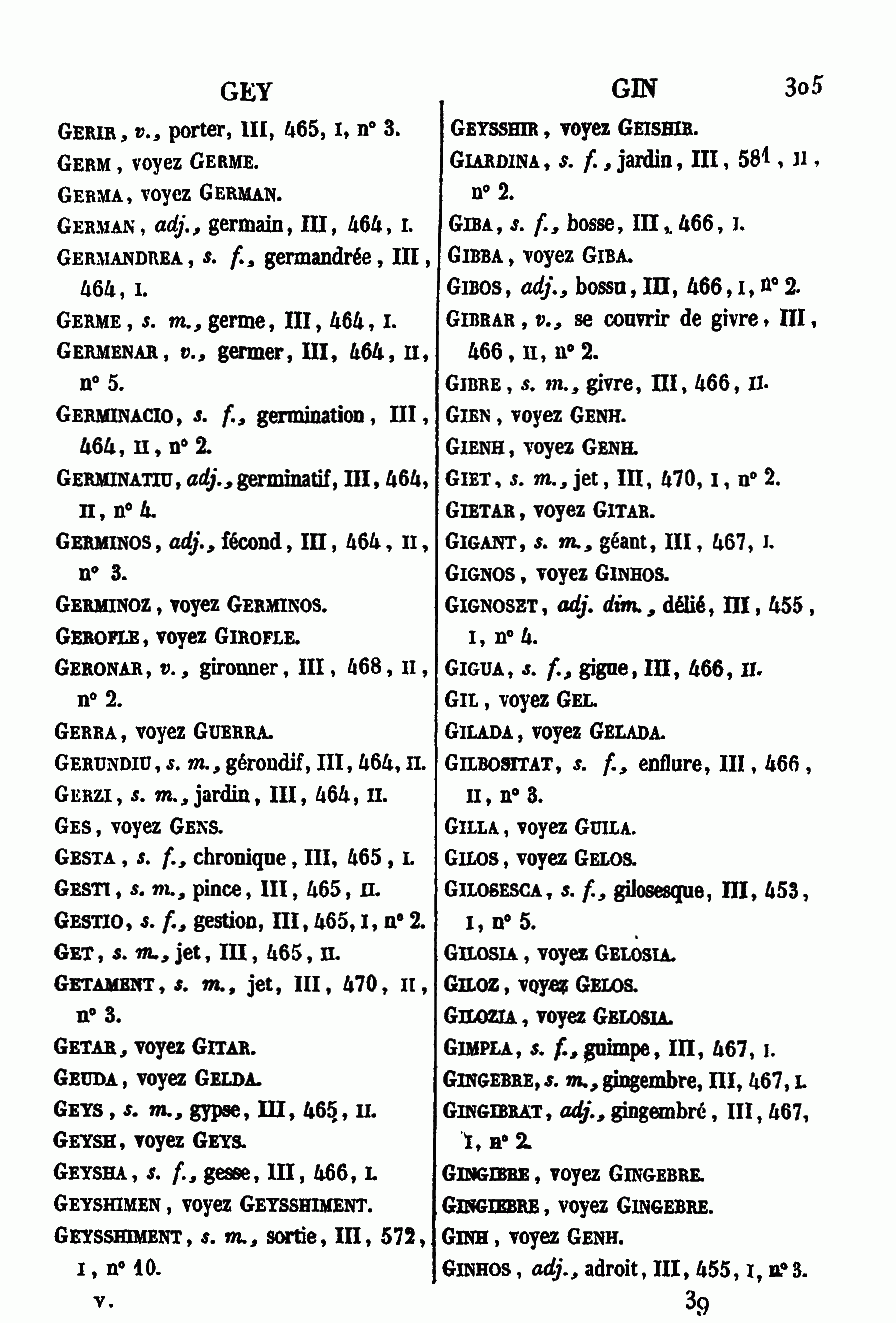 GEY
GERIR, v., porter, III, 465, I, n° 3.
GERM, voyez GERME.
GERMA, voyez GERMAN.
GERMAN, adj., germain, III, 464, I.
GERMANDREA, s. f., germandrée, III,
464, I.
GERME, s. m., germe, III, 464, I.
GERMENAR, v., germer, III, 464, II,
n° 5.
GERMINACIO, s. f., germination, III,
464, II, n° 2.
GERMINATIU, adj., germinatif, III, 464,
II, n° 4.
GERMINOS, adj., fécond, III, 464, II,
n° 3.
GERMINOZ, voyez GERMINOS.
GEROFLE, voyez GIROFLE.
GERONAR, v., gironner, III, 468, II,
n° 2.
GERRA, voyez GUERRA.
GERUNDIU, s. m., gérondif, III, 464, II.
GERZI, s. m., jardin, III, 464, II.
GES, voyez GENS.
GESTA, s. f., chronique, III, 465, I.
GESTI, s. m., pince, III, 465, II.
GESTIO, s. f., gestion, III, 465, I, n° 2.
GET, s. m., jet, III, 465, II.
GETAMENT, s. m., jet, III, 470, II,
n° 3.
GETAR, voyez GITAR.
GEUDA, voyez GELDA.
GEYS, s. m., gypse, III, 465, II.
GEYSH, voyez GEYS.
GEYSHA, s. f., gesse, III, 466, I.
GEYSHIMEN, voyez GEYSSHIMENT.
GEYSSHIMENT, s. m., sortie, III, 572,
I, n° 10.
V.
GIN 305
GEYSSHIR, voyez GEISHIR.
GIARDINA, s. f., jardin, III, 581, II,
n° 2.
GIBA, s. f., bosse, III, 466, I.
GIBBA, voyez GIBA.
GIBOS, adj., bossu, III, 466, I, n° 2.
GIBRAR, v., se couvrir de givre, III,
466, II, n° 2.
GIBRE, s. m., givre, III, 466, II.
GIEN, voyez GENH.
GIENH, voyez GENH.
GIET, s. m., jet, III, 470, I, n° 2.
GIETAR, voyez GITAR.
GIGANT, s. m., géant, III, 467, I.
GIGNOS, voyez GINHOS.
GIGNOSET, adj. dim., délié, III, 455,
I, n° 4.
GIGUA, s. f., gigue, III, 466, II.
GIL, voyez GEL.
GILADA, voyez GELADA.
GILBOSITAT, s. f., enflure, III, 466,
II, n° 3.
GILLA, voyez GUILA.
GILOS, voyez GELOS.
GILOSESCA, s. f., gilosesque, III, 453,
I, n° 5.
GILOSIA, voyez GELOSIA.
GILOZ, voyez GELOS.
GILOZIA, voyez GELOSIA.
GIMPLA, s. f., guimpe, III, 467, I.
GINGEBRE, s. m., gingembre, III, 467, I.
GINGIBRAT, adj., gingembré, III, 467,
I, n° 2.
GINGIBRE, voyez GINGEBRE.
GINGIEBRE, voyez GINGEBRE.
GINH, voyez GENH.
GINHOS, adj., adroit, III, 455, I, n° 3.
39